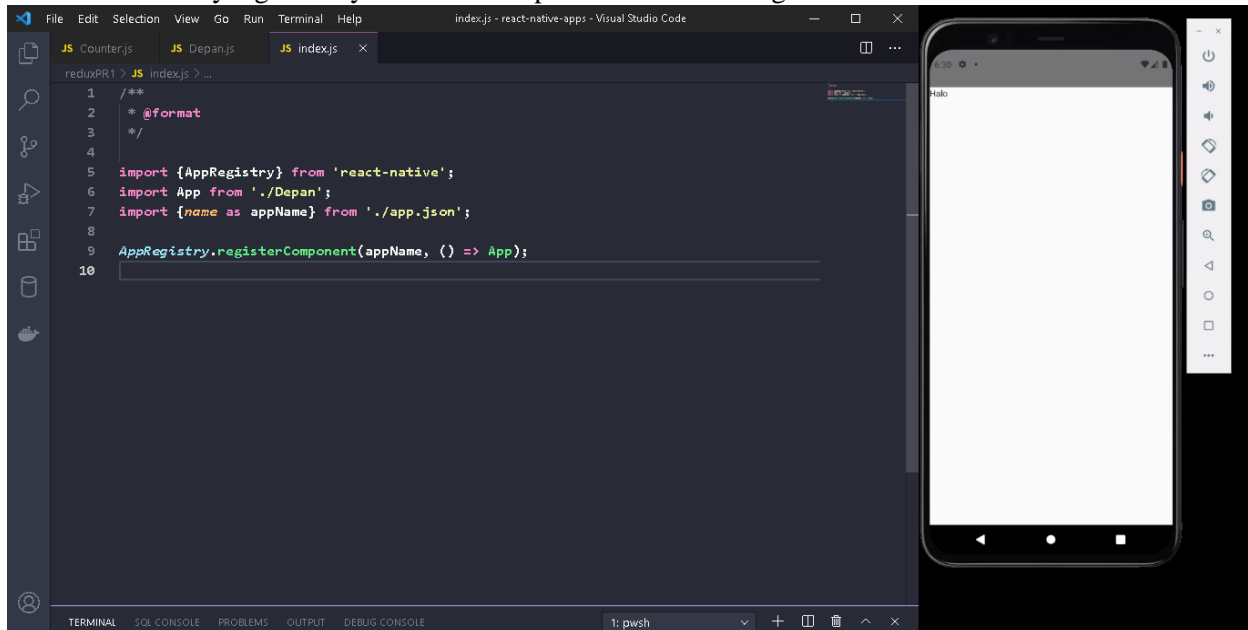 File Edit Selection View Go Run Terminal Help index.js - react-native-apps - Visual Studio Code
JS Counter.js JS Depan.js JS index.js
reduxPR1 > JS index.js > ...
1 /**
2 * @format
3 */
4
5 import {AppRegistry} from 'react-native';
6 import App from './Depan';
7 import {name as appName} from './app.json';
8
9 AppRegistry.registerComponent(appName, () => App);
10
TERMINAL SQL CONSOLE PROBLEMS OUTPUT DEBUG CONSOLE 1: pwsh
6:30
Halo